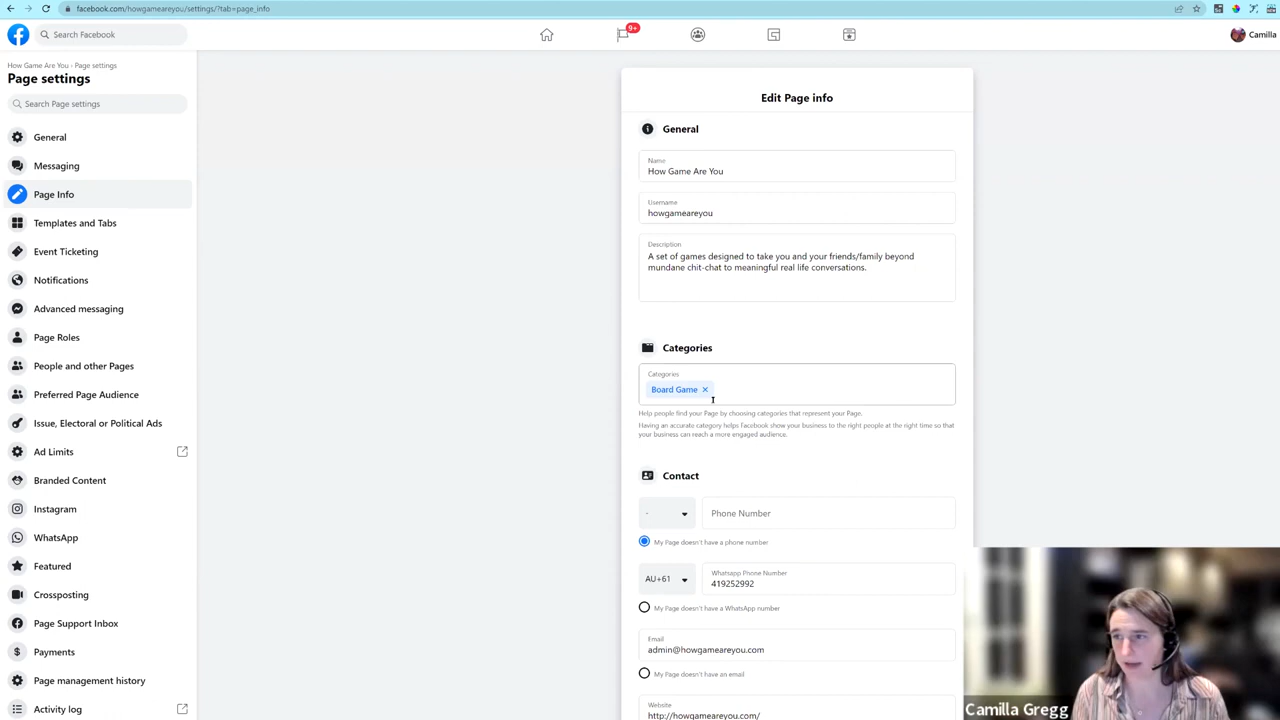 facebook.com/howgameareyou/settings/?tab=page_info
Search Facebook
9+
Camilla
How Game Are You · Page settings
Page settings
Search Page settings
General
Messaging
Page Info
Templates and Tabs
Event Ticketing
Notifications
Advanced messaging
Page Roles
People and other Pages
Preferred Page Audience
Issue, Electoral or Political Ads
Ad Limits
Branded Content
Instagram
WhatsApp
Featured
Crossposting
Page Support Inbox
Payments
Page management history
Activity log
Edit Page info
General
Name
How Game Are You
Username
howgameareyou
Description
A set of games designed to take you and your friends/family beyond
mundane chit-chat to meaningful real life conversations.
Categories
Categories
Board Game
Help people find your Page by choosing categories that represent your Page.
Having an accurate category helps Facebook show your business to the right people at the right time so that
your business can reach a more engaged audience.
Contact
- Phone Number
My Page doesn't have a phone number
AU+61
Whatsapp Phone Number
419252992
My Page doesn't have a WhatsApp number
Email
admin@howgameareyou.com
My Page doesn't have an email
Website
http://howgameareyou.com/
Camilla Gregg